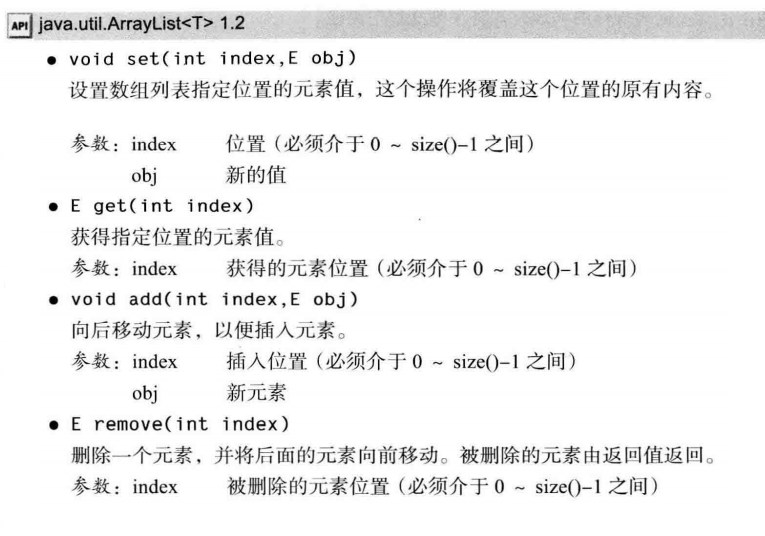 API java.util.ArrayList<T> 1.2
● void set(int index,E obj)
设置数组列表指定位置的元素值，这个操作将覆盖这个位置的原有内容。
参数：index 位置（必须介于 0 ~ size()–1 之间）
obj 新的值
● E get(int index)
获得指定位置的元素值。
参数：index 获得的元素位置（必须介于 0 ~ size()–1 之间）
● void add(int index,E obj)
向后移动元素，以便插入元素。
参数：index 插入位置（必须介于 0 ~ size()–1 之间）
obj 新元素
● E remove(int index)
删除一个元素，并将后面的元素向前移动。被删除的元素由返回值返回。
参数：index 被删除的元素位置（必须介于 0 ~ size()–1 之间）